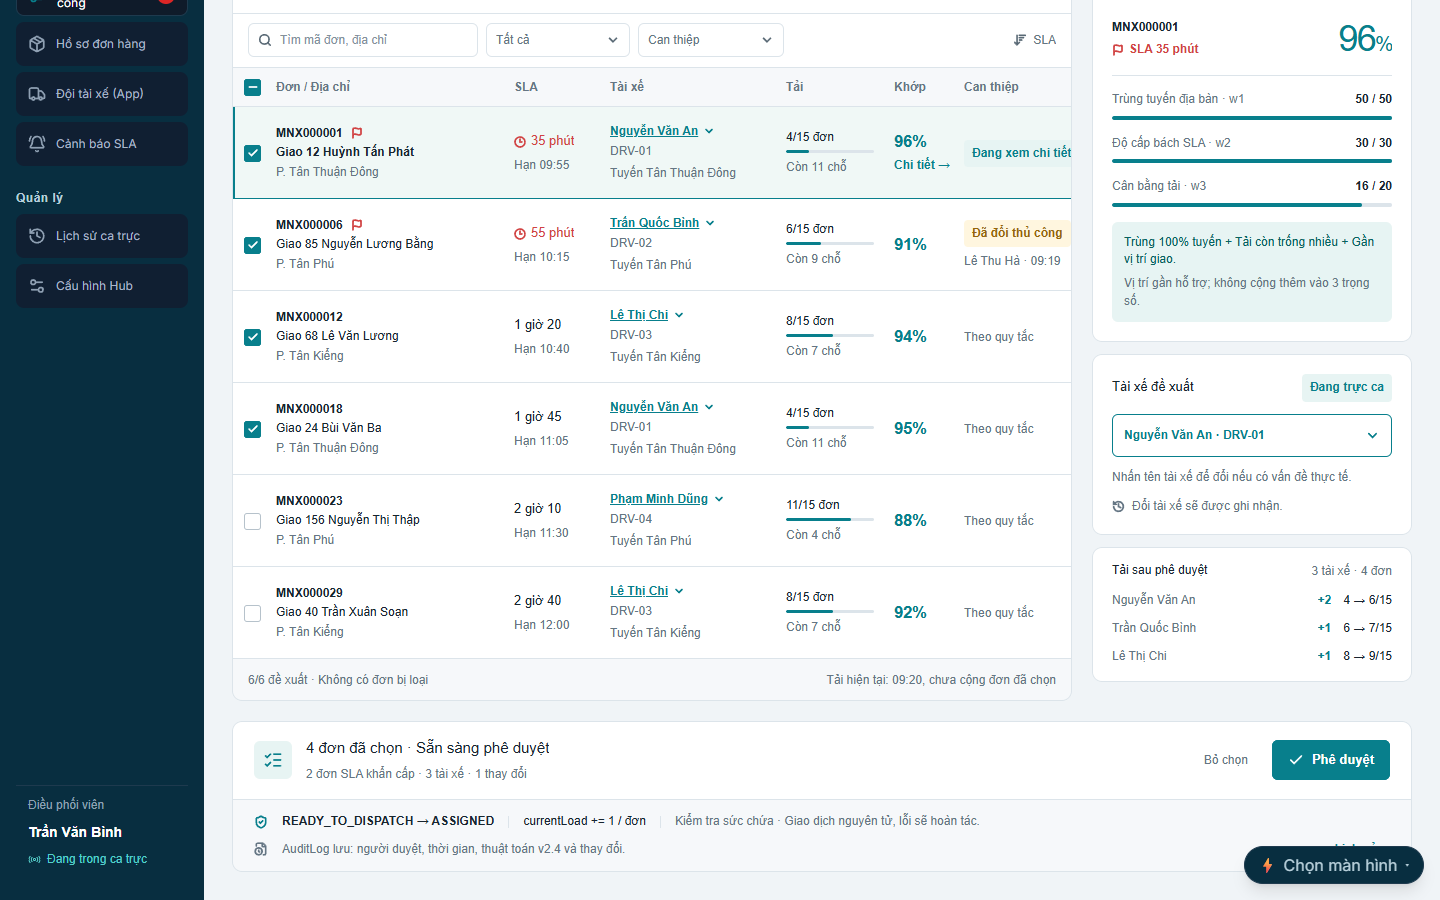 công
Hồ sơ đơn hàng
Đội tài xế (App)
Cảnh báo SLA
Quản lý
Lịch sử ca trực
Cấu hình Hub
Điều phối viên
Trần Văn Bình
Đang trong ca trực
Tìm mã đơn, địa chỉ
Tất cả
Can thiệp
SLA
Đơn / Địa chỉ
SLA
Tài xế
Tải
Khớp
Can thiệp
MNX000001
Giao 12 Huỳnh Tấn Phát
P. Tân Thuận Đông
35 phút
Hạn 09:55
Nguyễn Văn An
DRV-01
Tuyến Tân Thuận Đông
4/15 đơn
Còn 11 chỗ
96%
Chi tiết →
Đang xem chi tiết
MNX000006
Giao 85 Nguyễn Lương Bằng
P. Tân Phú
55 phút
Hạn 10:15
Trần Quốc Bình
DRV-02
Tuyến Tân Phú
6/15 đơn
Còn 9 chỗ
91%
Đã đổi thủ công
Lê Thu Hà · 09:19
MNX000012
Giao 68 Lê Văn Lương
P. Tân Kiểng
1 giờ 20
Hạn 10:40
Lê Thị Chi
DRV-03
Tuyến Tân Kiểng
8/15 đơn
Còn 7 chỗ
94%
Theo quy tắc
MNX000018
Giao 24 Bùi Văn Ba
P. Tân Thuận Đông
1 giờ 45
Hạn 11:05
Nguyễn Văn An
DRV-01
Tuyến Tân Thuận Đông
4/15 đơn
Còn 11 chỗ
95%
Theo quy tắc
MNX000023
Giao 156 Nguyễn Thị Thập
P. Tân Phú
2 giờ 10
Hạn 11:30
Phạm Minh Dũng
DRV-04
Tuyến Tân Phú
11/15 đơn
Còn 4 chỗ
88%
Theo quy tắc
MNX000029
Giao 40 Trần Xuân Soạn
P. Tân Kiểng
2 giờ 40
Hạn 12:00
Lê Thị Chi
DRV-03
Tuyến Tân Kiểng
8/15 đơn
Còn 7 chỗ
92%
Theo quy tắc
6/6 đề xuất · Không có đơn bị loại
Tải hiện tại: 09:20, chưa cộng đơn đã chọn
MNX000001
SLA 35 phút
96%
Trùng tuyến địa bàn · w1
50 / 50
Độ cấp bách SLA · w2
30 / 30
Cân bằng tải · w3
16 / 20
Trùng 100% tuyến + Tải còn trống nhiều + Gần
vị trí giao.
Vị trí gần hỗ trợ; không cộng thêm vào 3 trọng
số.
Tài xế đề xuất
Đang trực ca
Nguyễn Văn An · DRV-01
Nhấn tên tài xế để đổi nếu có vấn đề thực tế.
Đổi tài xế sẽ được ghi nhận.
Tải sau phê duyệt
3 tài xế · 4 đơn
Nguyễn Văn An
+2 4 → 6/15
Trần Quốc Bình
+1 6 → 7/15
Lê Thị Chi
+1 8 → 9/15
4 đơn đã chọn · Sẵn sàng phê duyệt
2 đơn SLA khẩn cấp · 3 tài xế · 1 thay đổi
Bỏ chọn
Phê duyệt
READY_TO_DISPATCH → ASSIGNED
currentLoad += 1 / đơn
Kiểm tra sức chứa · Giao dịch nguyên tử, lỗi sẽ hoàn tác.
AuditLog lưu: người duyệt, thời gian, thuật toán v2.4 và thay đổi.
Chọn màn hình ·